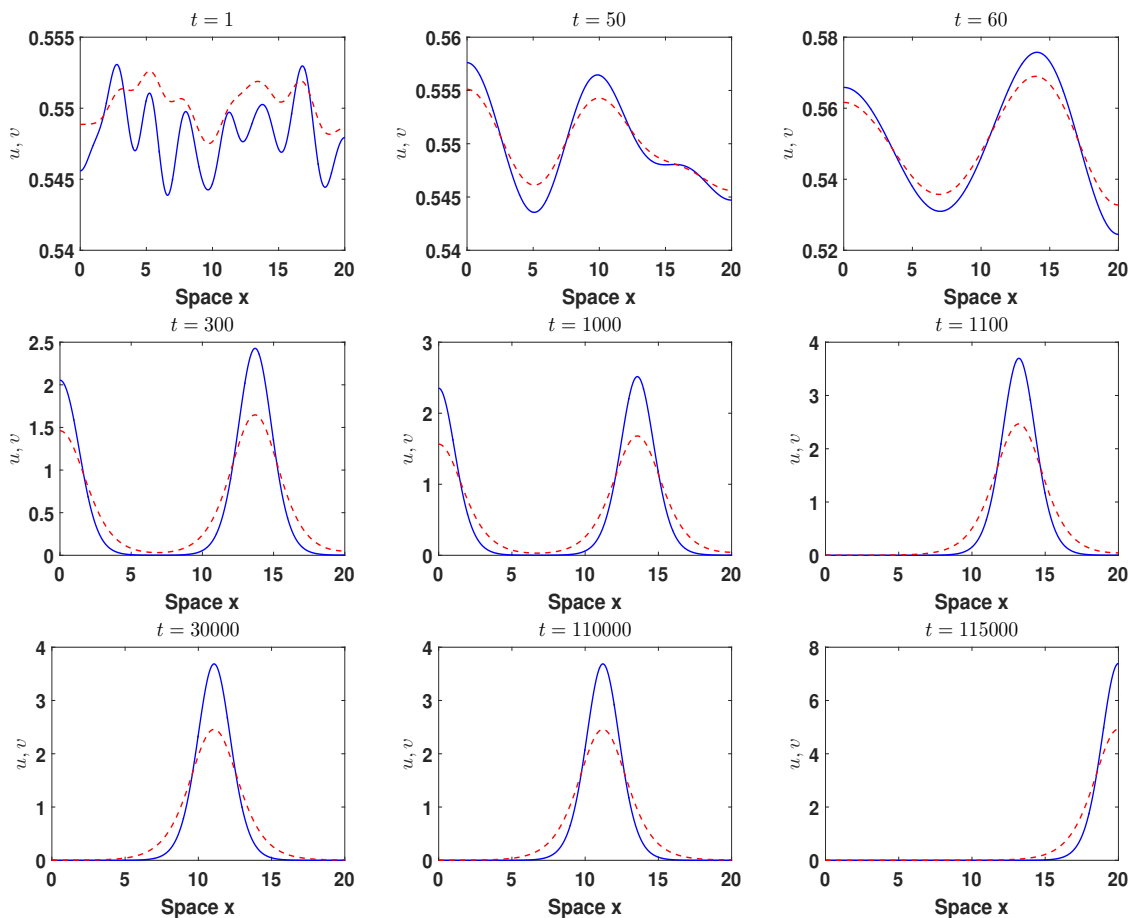 t = 1
0.555
0.55
0.545
0.54
u, v
0 5 10 15 20
Space x
t = 50
0.56
0.555
0.55
0.545
0.54
u, v
0 5 10 15 20
Space x
t = 60
0.58
0.56
0.54
0.52
u, v
0 5 10 15 20
Space x
t = 300
2.5
2
1.5
1
0.5
0
u, v
0 5 10 15 20
Space x
t = 1000
3
2
1
0
u, v
0 5 10 15 20
Space x
t = 1100
4
3
2
1
0
u, v
0 5 10 15 20
Space x
t = 30000
4
3
2
1
0
u, v
0 5 10 15 20
Space x
t = 110000
4
3
2
1
0
u, v
0 5 10 15 20
Space x
t = 115000
8
6
4
2
0
u, v
0 5 10 15 20
Space x